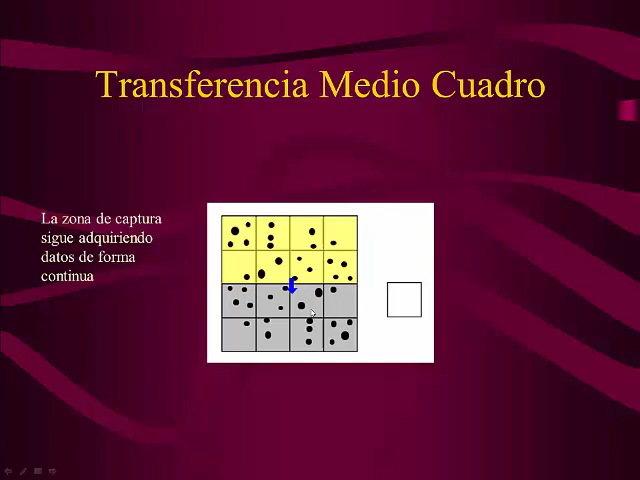 Transferencia Medio Cuadro
La zona de captura
sigue adquiriendo
datos de forma
continua